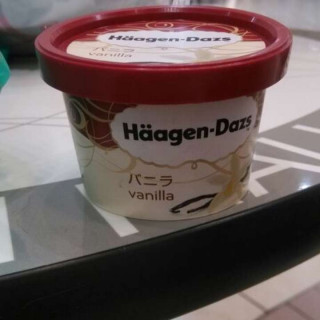 Häagen-Dazs
バニラ
vanilla
Häagen-Dazs
バニラ
vanilla